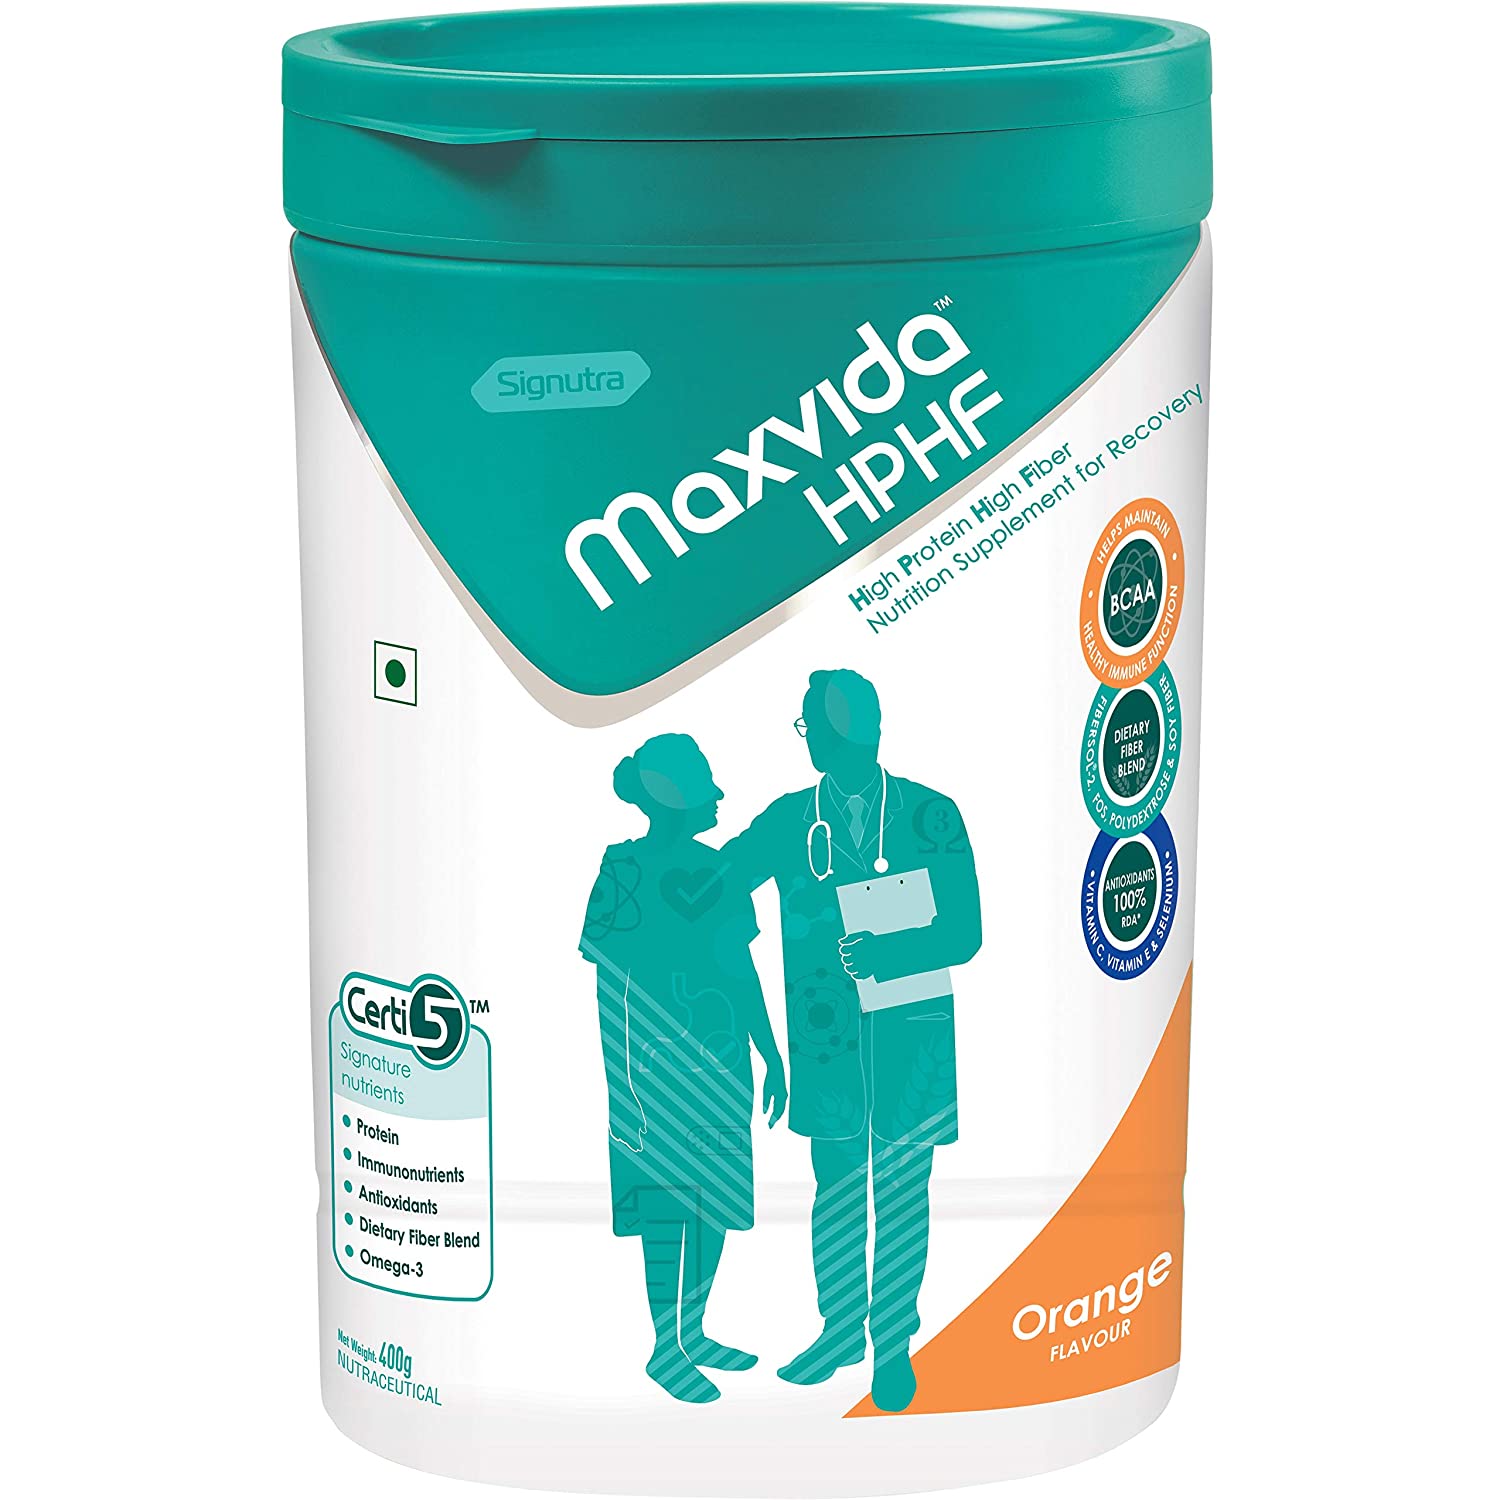 Signutra
maxvida™
HPHF
High Protein High Fiber
Nutrition Supplement for Recovery
• HELPS MAINTAIN •
BCAA
HEALTHY IMMUNE FUNCTION
DIETARY
FIBER
BLEND
FIBERSOL®-2, FOS, POLYDEXTROSE & SOY FIBER
ANTIOXIDANTS
100%
RDA*
• VITAMIN C, VITAMIN E & SELENIUM •
3
Ω
Certi5™
Signature
nutrients
• Protein
• Immunonutrients
• Antioxidants
• Dietary Fiber Blend
• Omega-3
Net Weight: 400g
NUTRACEUTICAL
Orange
FLAVOUR